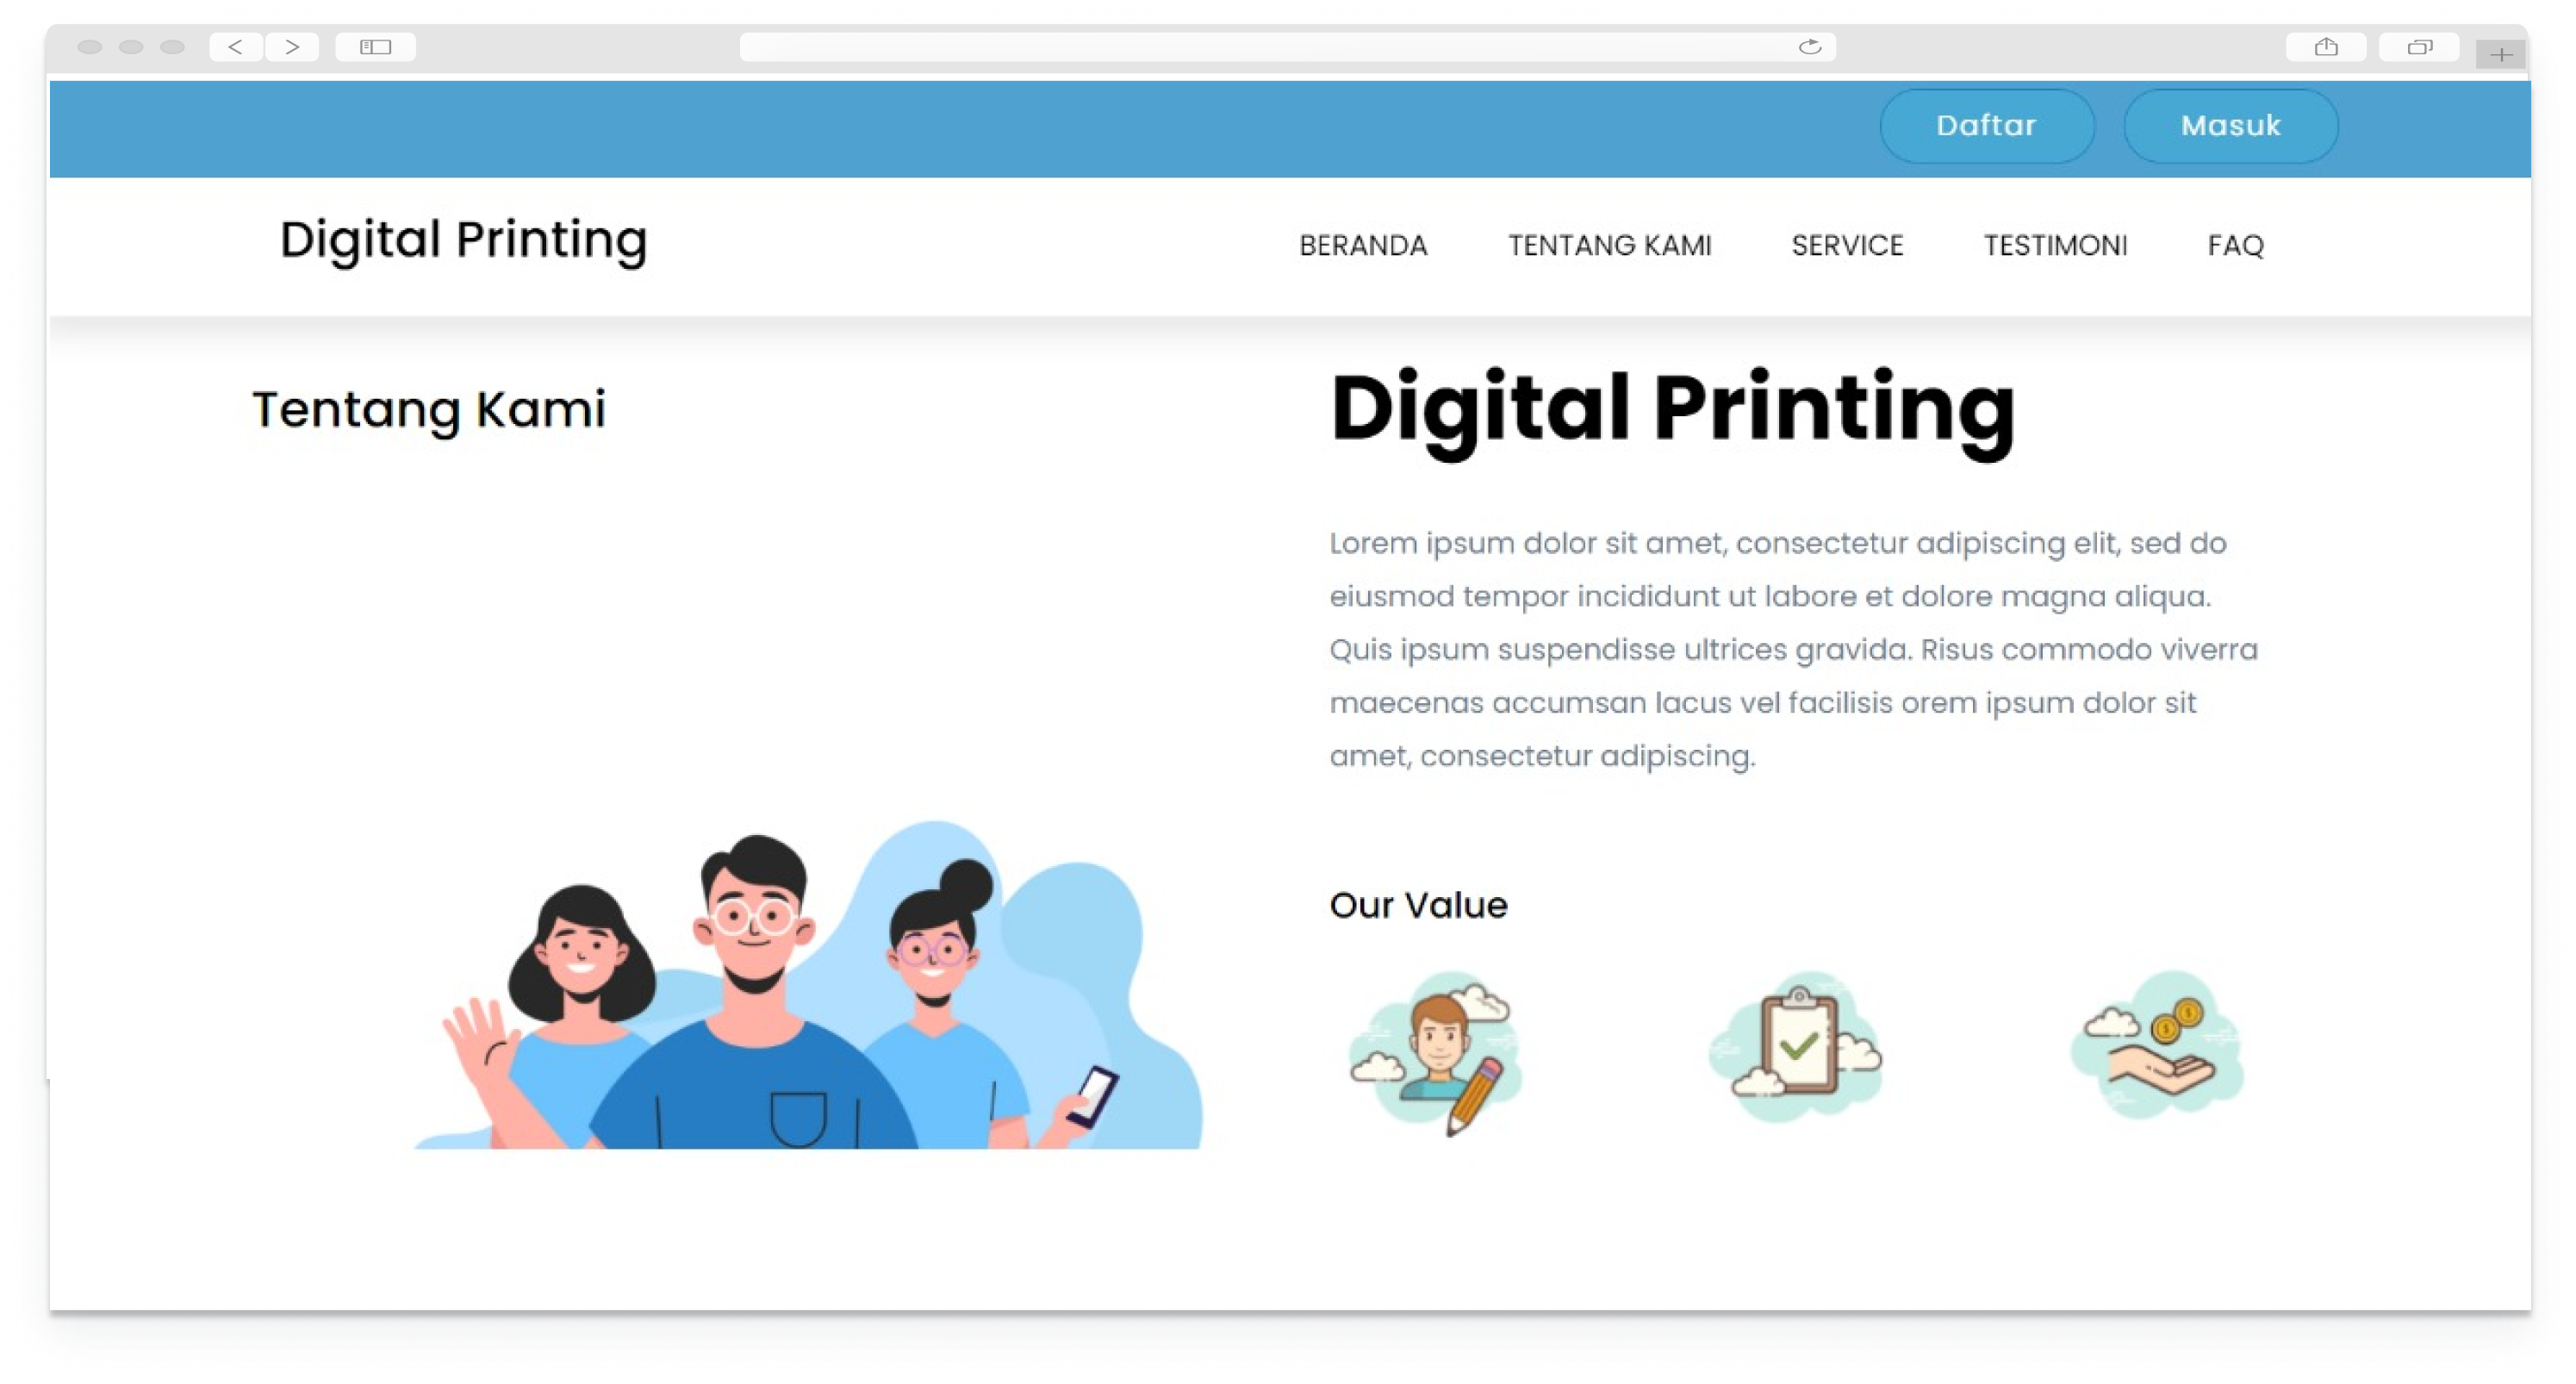 Daftar Masuk
Digital Printing
BERANDA TENTANG KAMI SERVICE TESTIMONI FAQ
Tentang Kami
Digital Printing
Lorem ipsum dolor sit amet, consectetur adipiscing elit, sed do
eiusmod tempor incididunt ut labore et dolore magna aliqua.
Quis ipsum suspendisse ultrices gravida. Risus commodo viverra
maecenas accumsan lacus vel facilisis orem ipsum dolor sit
amet, consectetur adipiscing.
Our Value